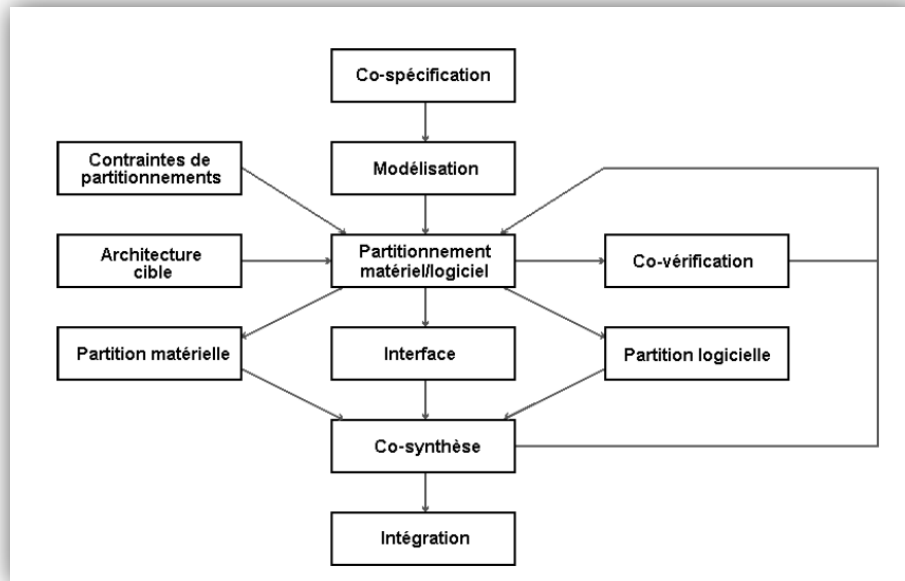 Co-spécification
Contraintes de
partitionnements
Modélisation
Architecture
cible
Partitionnement
matériel/logiciel
Co-vérification
Partition matérielle
Interface
Partition logicielle
Co-synthèse
Intégration